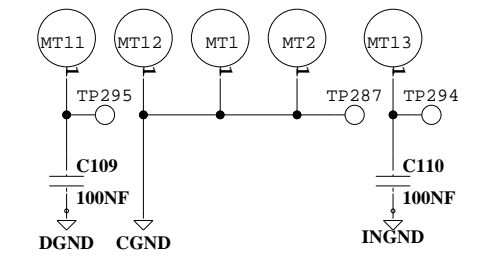 MT11 MT12 MT1 MT2 MT13
TP295 TP287 TP294
C109 C110
100NF 100NF
DGND CGND INGND